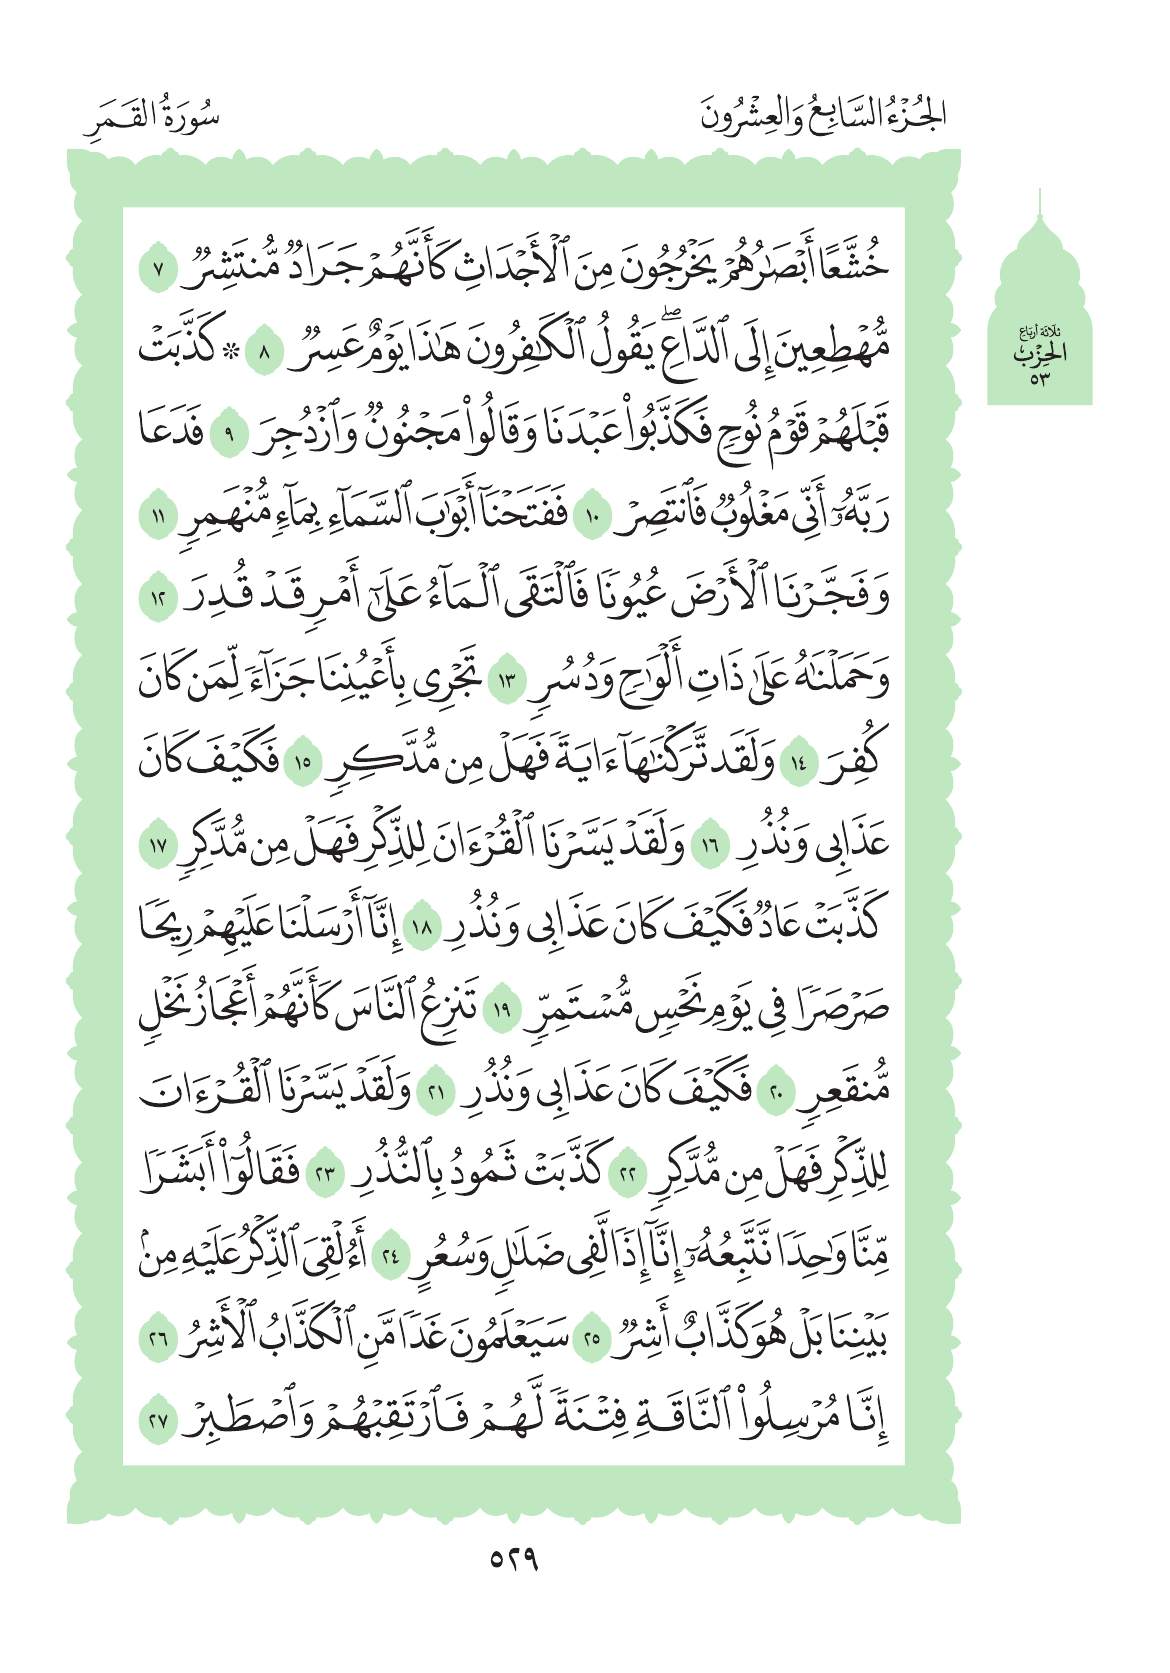 الجُزْءُ السَّابِعُ وَالعِشْرُونَ
سُورَةُ القَمَرِ
ثلاثة أرباع
الحِزْب
٥٣
خُشَّعًا أَبْصَٰرُهُمْ يَخْرُجُونَ مِنَ ٱلْأَجْدَاثِ كَأَنَّهُمْ جَرَادٌ مُّنتَشِرٌ ٧
مُّهْطِعِينَ إِلَى ٱلدَّاعِۖ يَقُولُ ٱلْكَٰفِرُونَ هَٰذَا يَوْمٌ عَسِرٌ ٨ ۞ كَذَّبَتْ
قَبْلَهُمْ قَوْمُ نُوحٍ فَكَذَّبُوا۟ عَبْدَنَا وَقَالُوا۟ مَجْنُونٌ وَٱزْدُجِرَ ٩ فَدَعَا
رَبَّهُۥٓ أَنِّى مَغْلُوبٌ فَٱنتَصِرْ ١٠ فَفَتَحْنَآ أَبْوَٰبَ ٱلسَّمَآءِ بِمَآءٍ مُّنْهَمِرٍ ١١
وَفَجَّرْنَا ٱلْأَرْضَ عُيُونًا فَٱلْتَقَى ٱلْمَآءُ عَلَىٰٓ أَمْرٍ قَدْ قُدِرَ ١٢
وَحَمَلْنَٰهُ عَلَىٰ ذَاتِ أَلْوَٰحٍ وَدُسُرٍ ١٣ تَجْرِى بِأَعْيُنِنَا جَزَآءً لِّمَن كَانَ
كُفِرَ ١٤ وَلَقَد تَّرَكْنَٰهَآ ءَايَةً فَهَلْ مِن مُّدَّكِرٍ ١٥ فَكَيْفَ كَانَ
عَذَابِى وَنُذُرِ ١٦ وَلَقَدْ يَسَّرْنَا ٱلْقُرْءَانَ لِلذِّكْرِ فَهَلْ مِن مُّدَّكِرٍ ١٧
كَذَّبَتْ عَادٌ فَكَيْفَ كَانَ عَذَابِى وَنُذُرِ ١٨ إِنَّآ أَرْسَلْنَا عَلَيْهِمْ رِيحًا
صَرْصَرًا فِى يَوْمِ نَحْسٍ مُّسْتَمِرٍّ ١٩ تَنزِعُ ٱلنَّاسَ كَأَنَّهُمْ أَعْجَازُ نَخْلٍ
مُّنقَعِرٍ ٢٠ فَكَيْفَ كَانَ عَذَابِى وَنُذُرِ ٢١ وَلَقَدْ يَسَّرْنَا ٱلْقُرْءَانَ
لِلذِّكْرِ فَهَلْ مِن مُّدَّكِرٍ ٢٢ كَذَّبَتْ ثَمُودُ بِٱلنُّذُرِ ٢٣ فَقَالُوٓا۟ أَبَشَرًا
مِّنَّا وَٰحِدًا نَّتَّبِعُهُۥٓ إِنَّآ إِذًا لَّفِى ضَلَٰلٍ وَسُعُرٍ ٢٤ أَءُلْقِىَ ٱلذِّكْرُ عَلَيْهِ مِنۢ
بَيْنِنَا بَلْ هُوَ كَذَّابٌ أَشِرٌ ٢٥ سَيَعْلَمُونَ غَدًا مَّنِ ٱلْكَذَّابُ ٱلْأَشِرُ ٢٦
إِنَّا مُرْسِلُوا۟ ٱلنَّاقَةِ فِتْنَةً لَّهُمْ فَٱرْتَقِبْهُمْ وَٱصْطَبِرْ ٢٧
٥٢٩